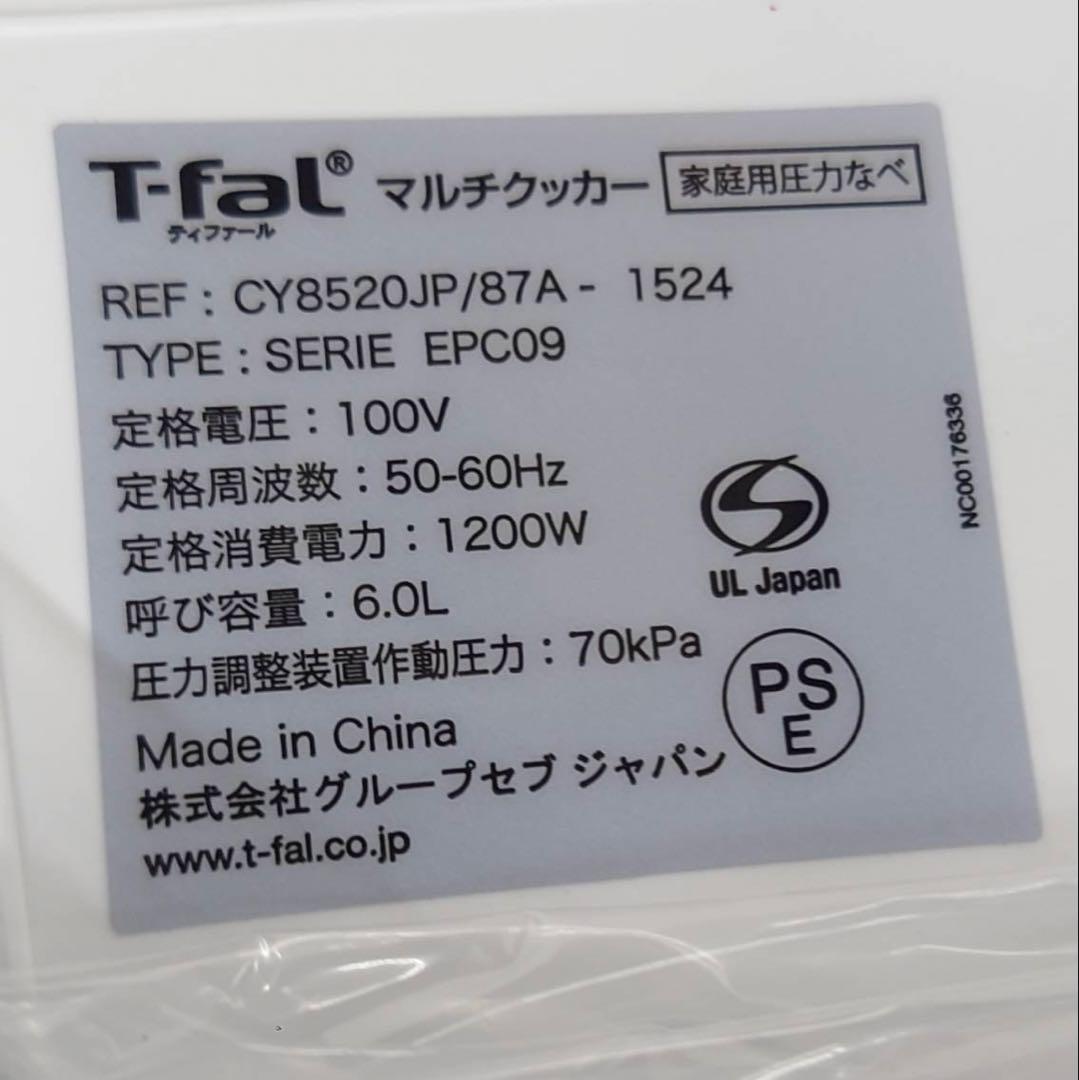 T-fal® マルチクッカー 家庭用圧力なべ
ティファール
REF : CY8520JP/87A - 1524
TYPE : SERIE EPC09
定格電圧：100V
定格周波数：50-60Hz
定格消費電力：1200W
呼び容量：6.0L
圧力調整装置作動圧力：70kPa
Made in China
株式会社グループセブ ジャパン
www.t-fal.co.jp
S
UL Japan
PS
E
NC00176336